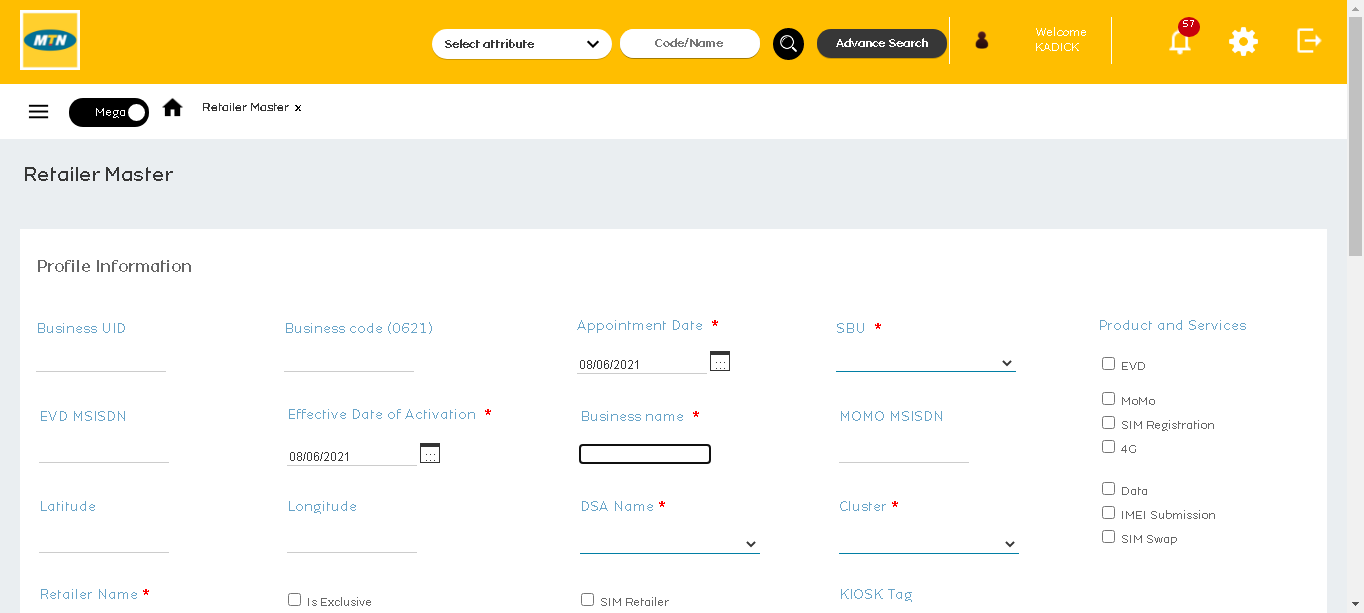 MTN
Select attribute
Code/Name
Advance Search
Welcome
KADICK
57
Mega
Retailer Master x
Retailer Master
Profile Information
Business UID
Business code (0621)
Appointment Date *
SBU *
Product and Services
08/06/2021
EVD
MoMo
SIM Registration
4G
EVD MSISDN
Effective Date of Activation *
Business name *
MOMO MSISDN
08/06/2021
Data
IMEI Submission
SIM Swap
Latitude
Longitude
DSA Name *
Cluster *
Retailer Name *
Is Exclusive
SIM Retailer
KIOSK Tag